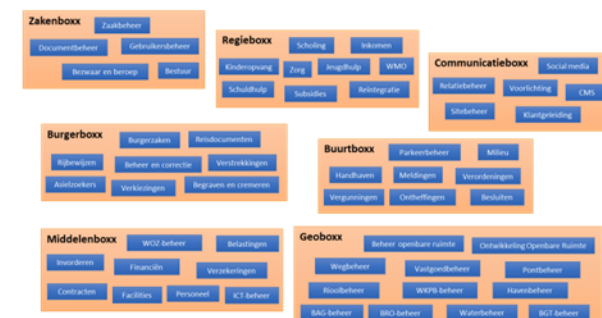 Zakenboxx
Zaakbeheer
Documentbeheer
Gebruikersbeheer
Bezwaar en beroep
Bestuur
Regieboxx
Scholing
Inkomen
Kinderopvang
Zorg
Jeugdhulp
WMO
Schuldhulp
Subsidies
Reïntegratie
Communicatieboxx
Social media
Relatiebeheer
Voorlichting
CMS
Sitebeheer
Klantgeleiding
Burgerboxx
Burgerzaken
Reisdocumenten
Rijbewijzen
Beheer en correctie
Verstrekkingen
Asielzoekers
Verkiezingen
Begraven en cremeren
Buurtboxx
Parkeerbeheer
Milieu
Handhaven
Meldingen
Verordeningen
Vergunningen
Ontheffingen
Besluiten
Middelenboxx
WOZ-beheer
Belastingen
Invorderen
Financiën
Verzekeringen
Contracten
Facilities
Personeel
ICT-beheer
Geoboxx
Beheer openbare ruimte
Ontwikkeling Openbare Ruimte
Wegbeheer
Vastgoedbeheer
Pontbeheer
Rioolbeheer
WKPB-beheer
Havenbeheer
BAG-beheer
BRO-beheer
Waterbeheer
BGT-beheer